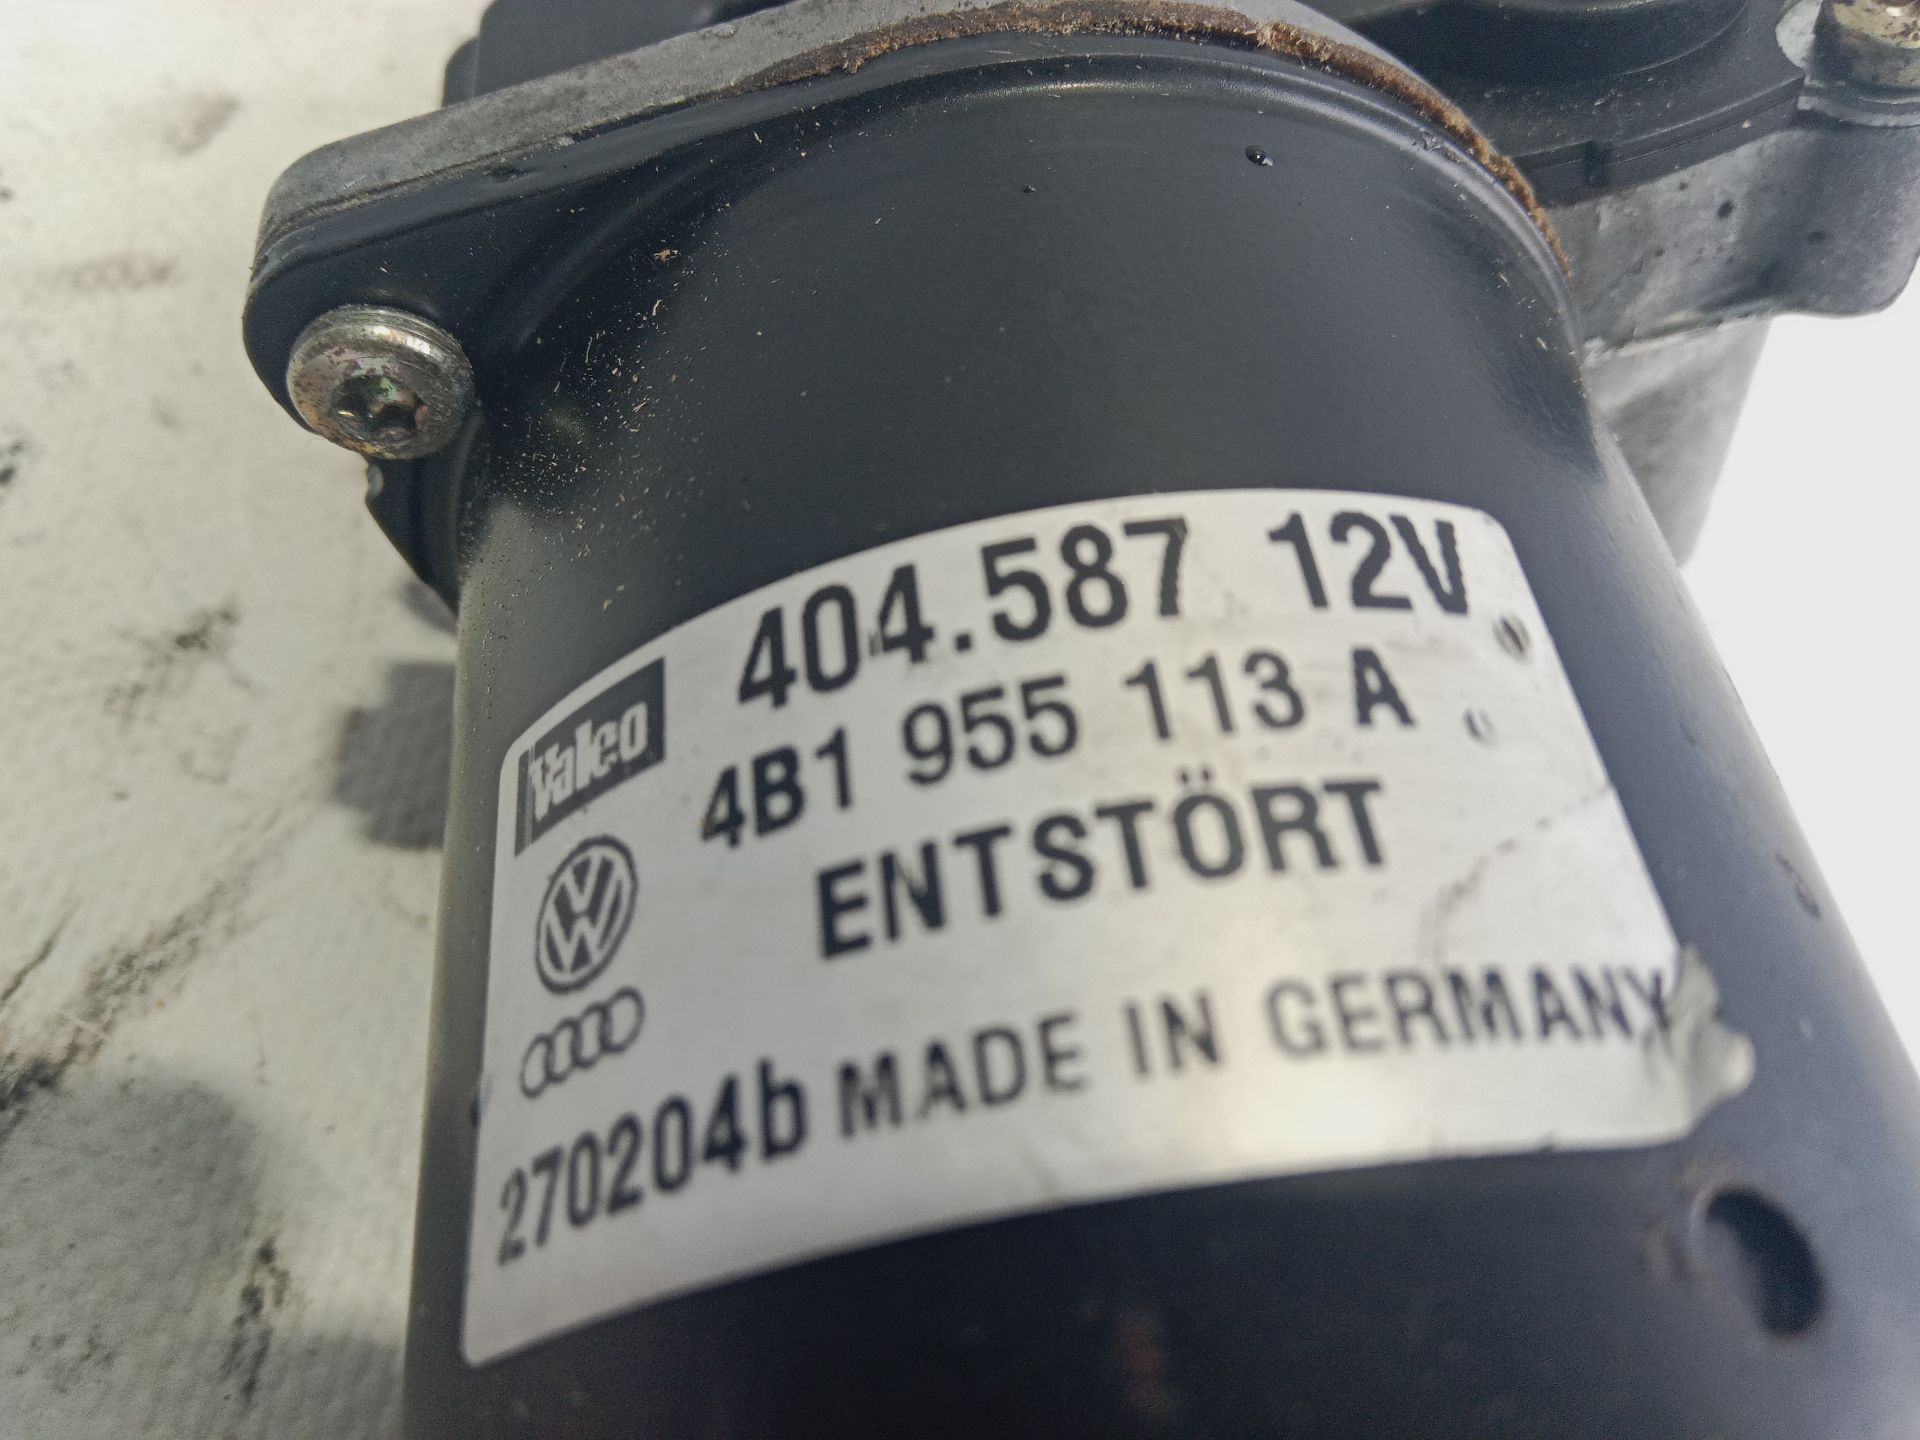 404.587 12V
Valeo
4B1 955 113 A
ENTSTÖRT
270204b MADE IN GERMANY